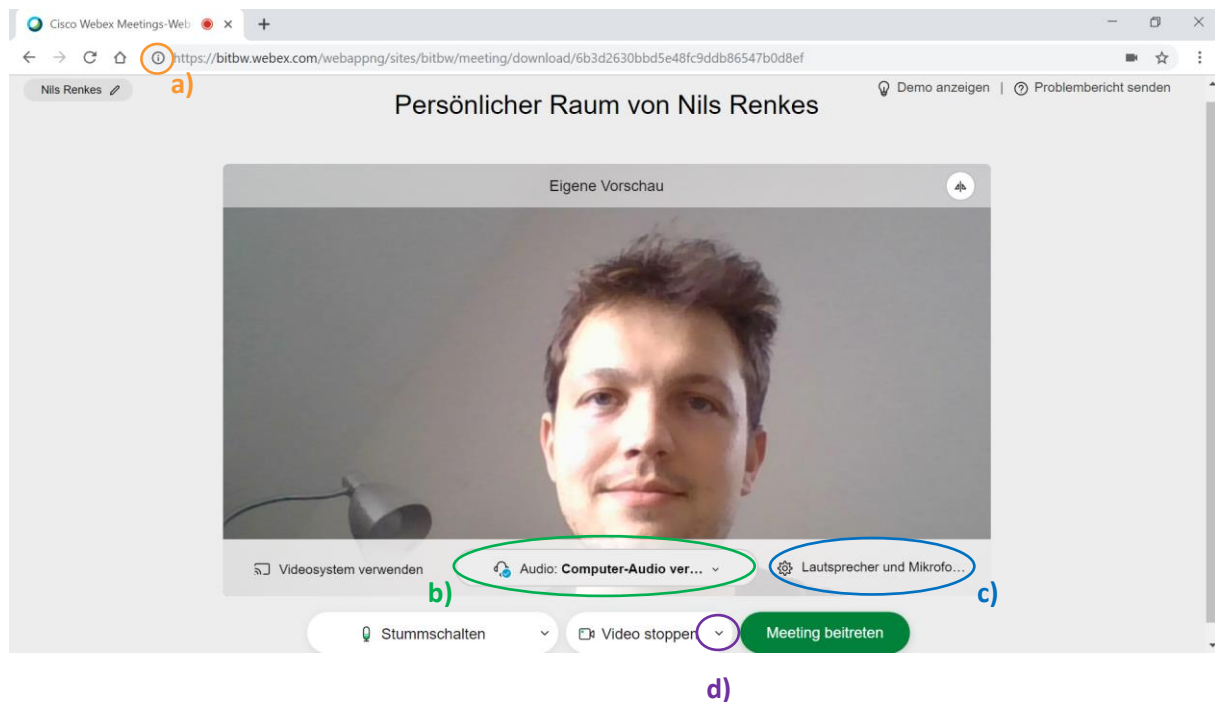 Cisco Webex Meetings-Web
https://bitbw.webex.com/webappng/sites/bitbw/meeting/download/6b3d2630bbd5e48fc9ddb86547b0d8ef
a)
Nils Renkes
Demo anzeigen | Problembericht senden
Persönlicher Raum von Nils Renkes
Eigene Vorschau
Videosystem verwenden
Audio: Computer-Audio ver...
Lautsprecher und Mikrofo...
b)
c)
Stummschalten
Video stoppen
Meeting beitreten
d)